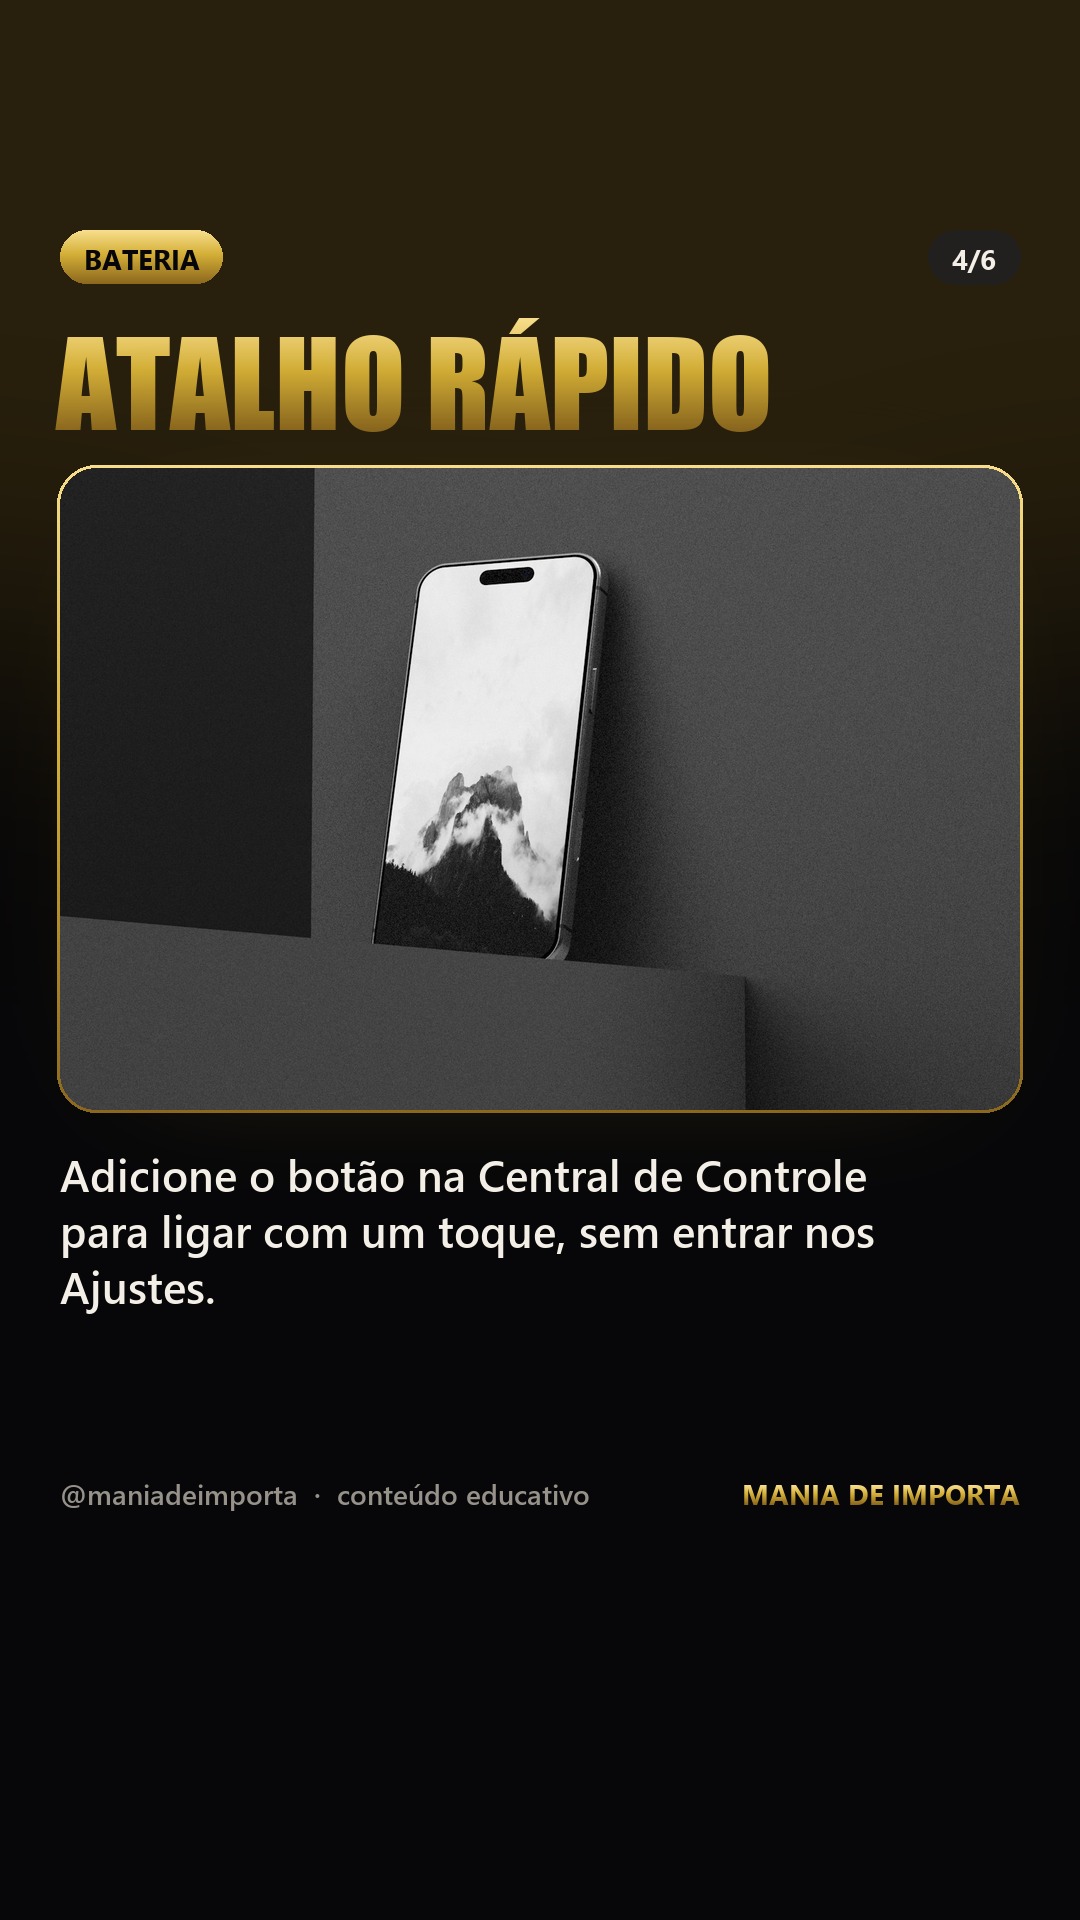 BATERIA
4/6
ATALHO RÁPIDO
Adicione o botão na Central de Controle
para ligar com um toque, sem entrar nos
Ajustes.
@maniadeimporta · conteúdo educativo
MANIA DE IMPORTA